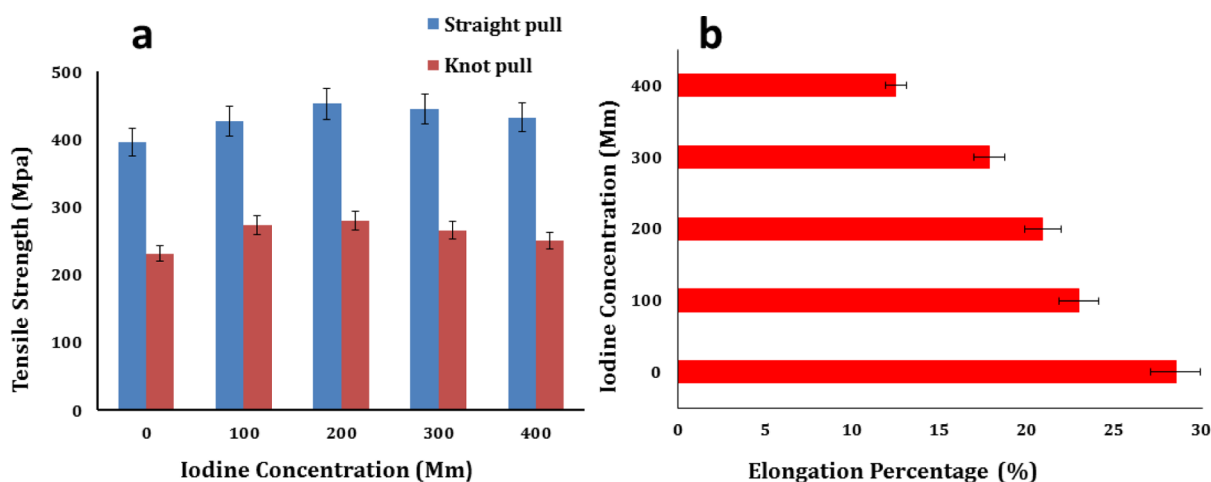 a
Straight pull
Knot pull
Tensile Strength (Mpa)
500
400
300
200
100
0
0 100 200 300 400
Iodine Concentration (Mm)
b
Iodine Concentration (Mm)
400
300
200
100
0
0 5 10 15 20 25 30
Elongation Percentage (%)